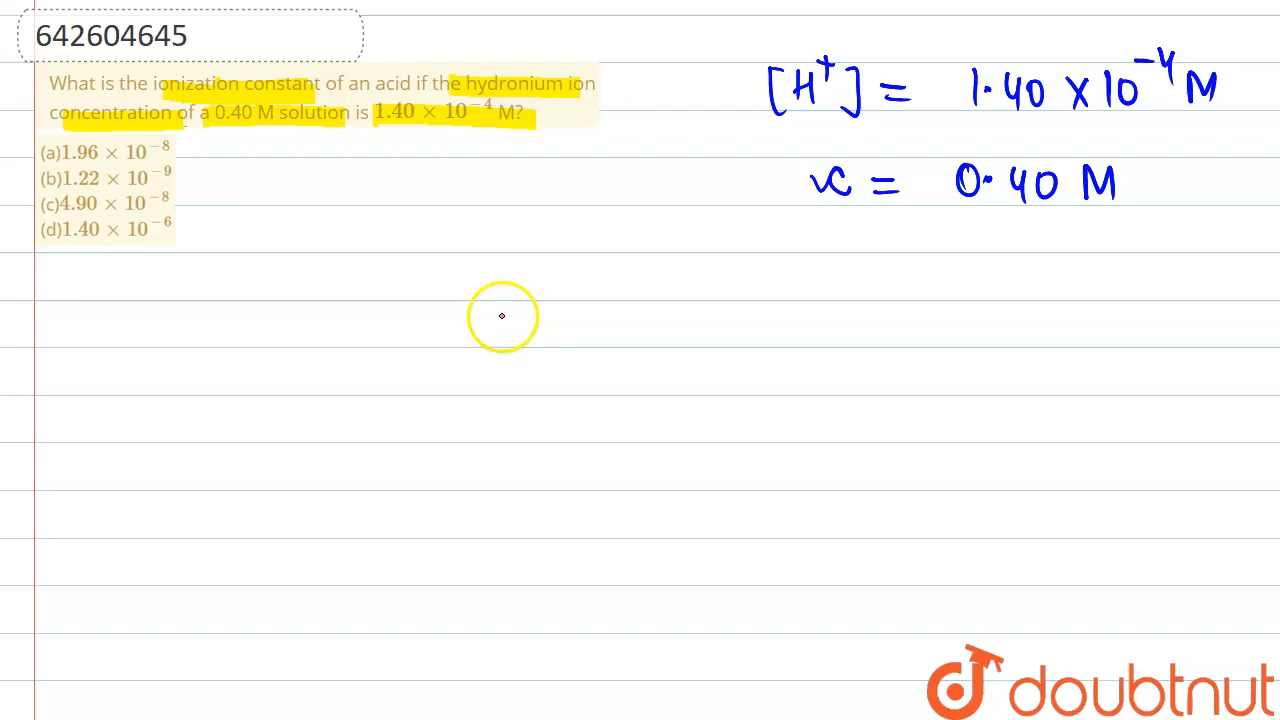 642604645
What is the ionization constant of an acid if the hydronium ion
concentration of a 0.40 M solution is 1.40 × 10⁻⁴ M?
(a)1.96 × 10⁻⁸
(b)1.22 × 10⁻⁹
(c)4.90 × 10⁻⁸
(d)1.40 × 10⁻⁶
[H⁺] = 1.40 × 10⁻⁴ M
C = 0.40 M
doubtnut